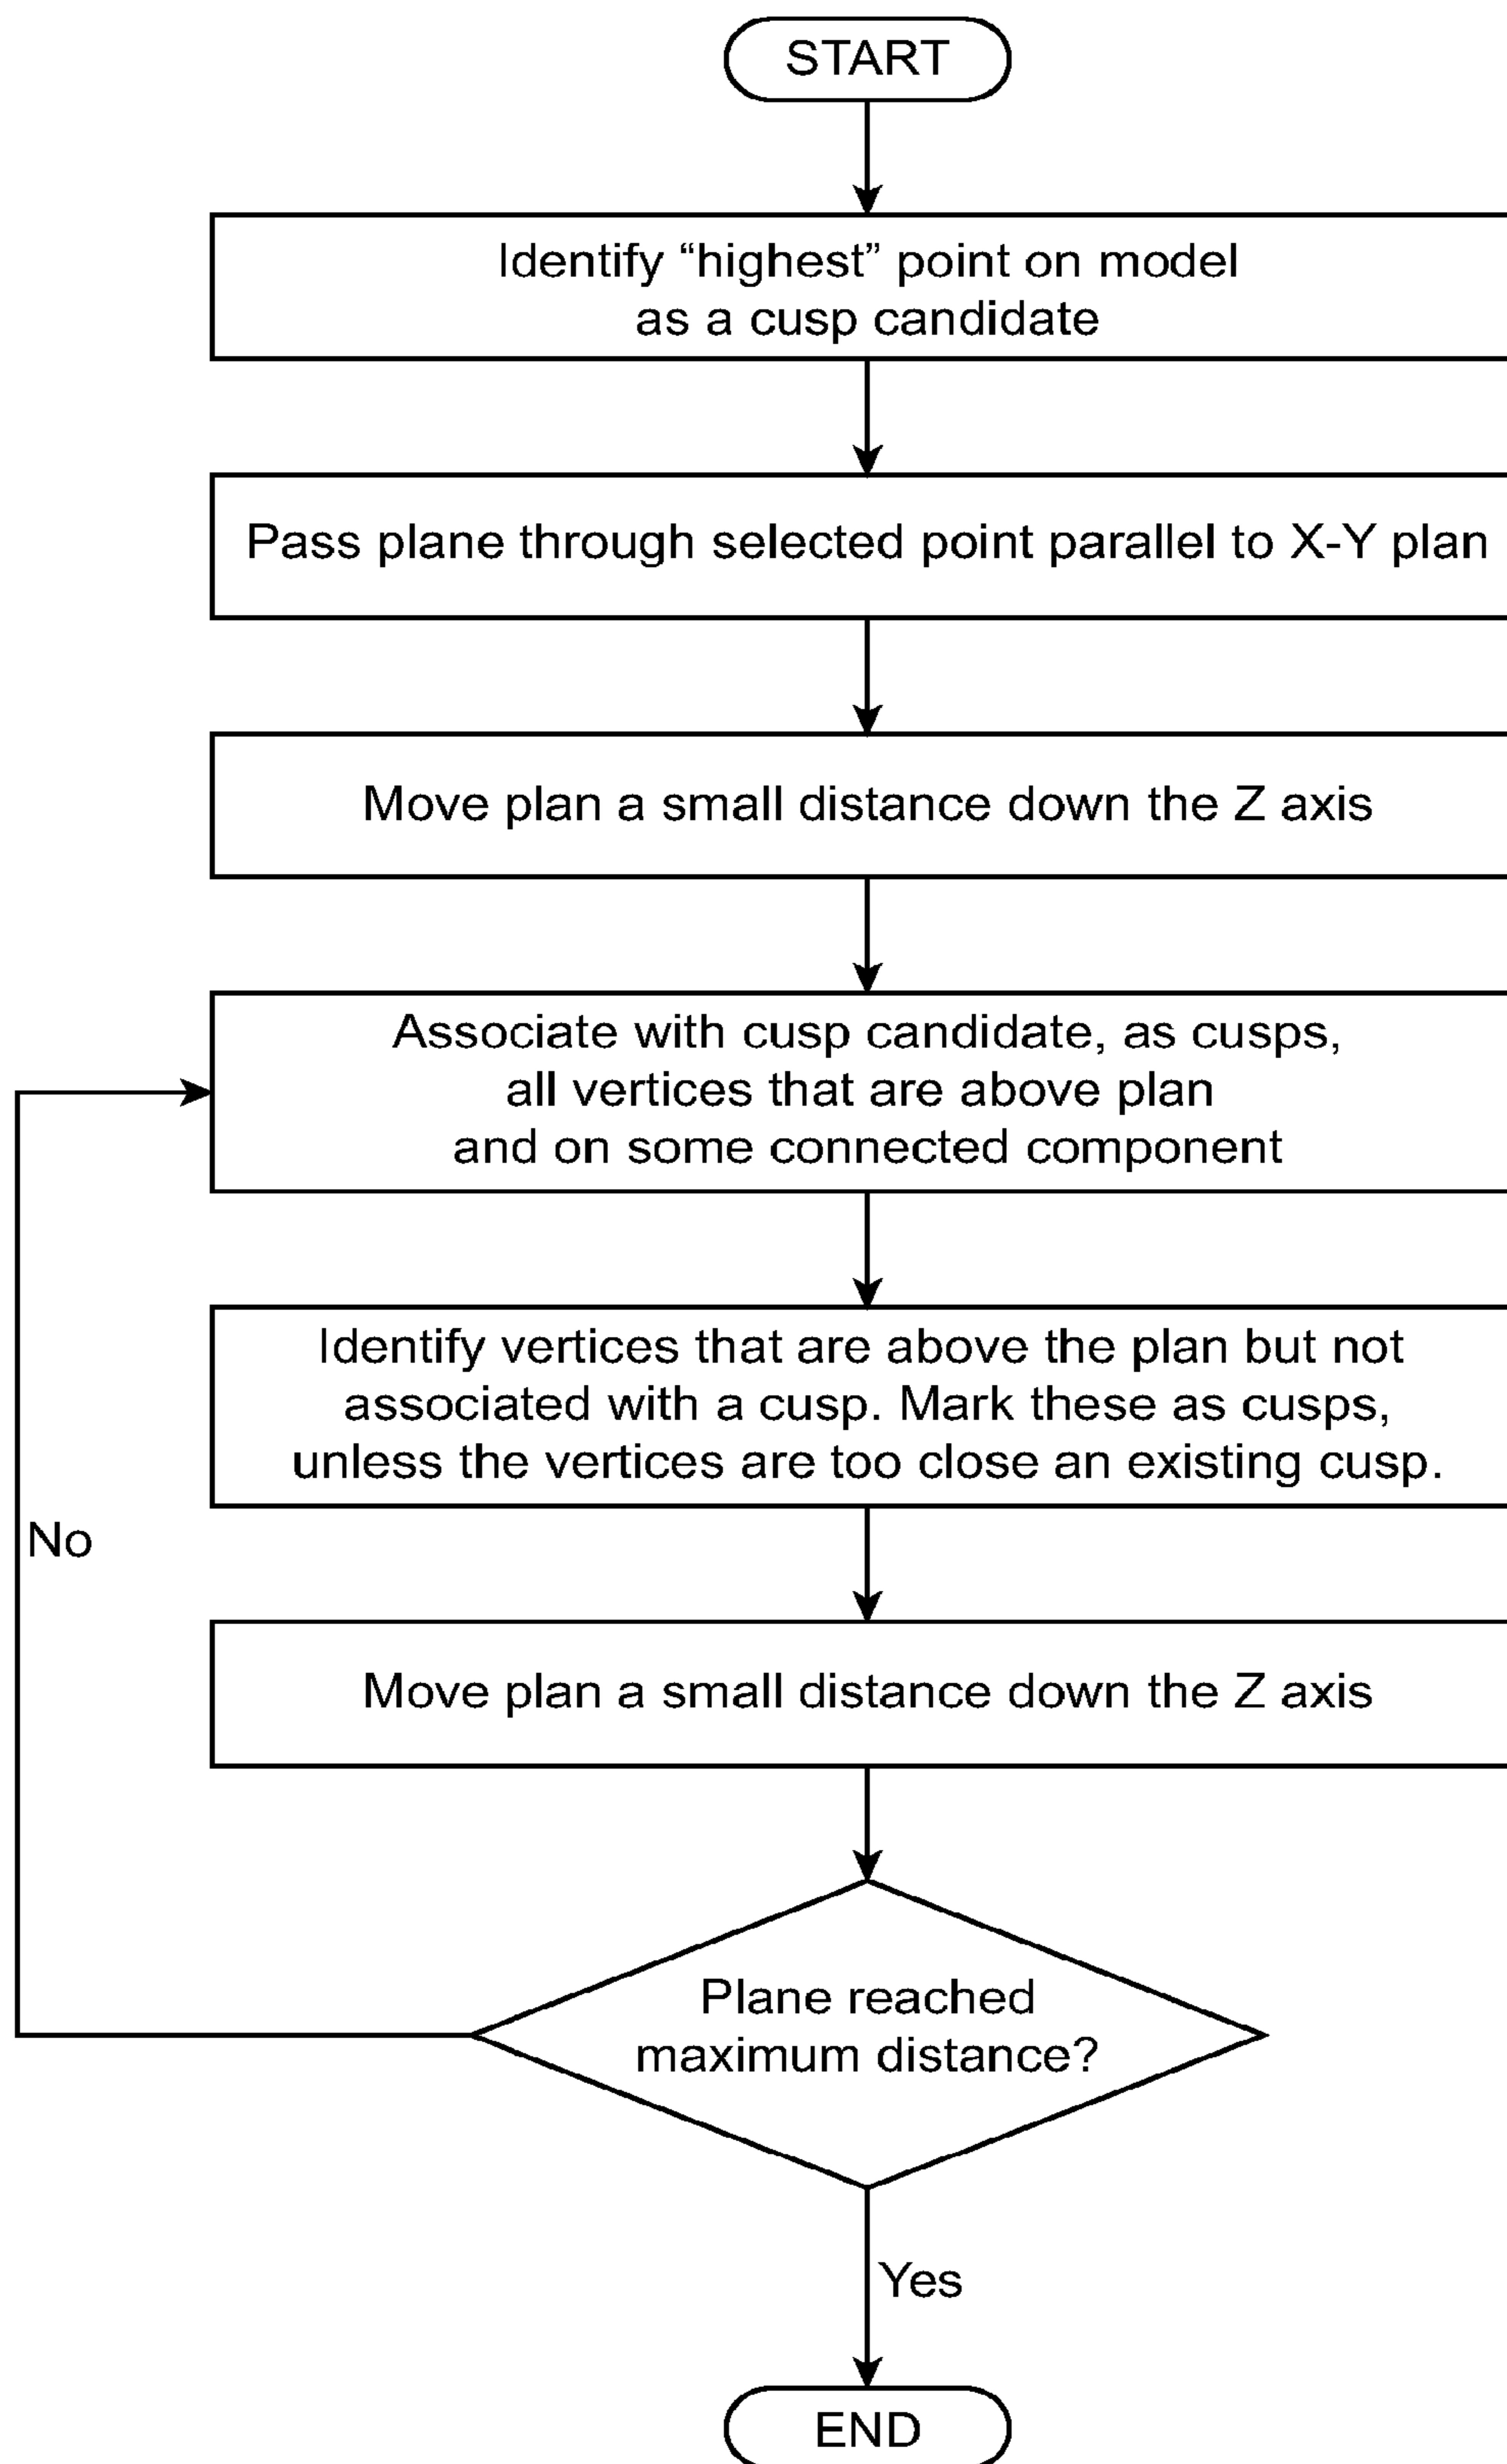 START
Identify “highest” point on model
as a cusp candidate
Pass plane through selected point parallel to X-Y plan
Move plan a small distance down the Z axis
Associate with cusp candidate, as cusps,
all vertices that are above plan
and on some connected component
Identify vertices that are above the plan but not
associated with a cusp. Mark these as cusps,
unless the vertices are too close an existing cusp.
No
Move plan a small distance down the Z axis
Plane reached
maximum distance?
Yes
END